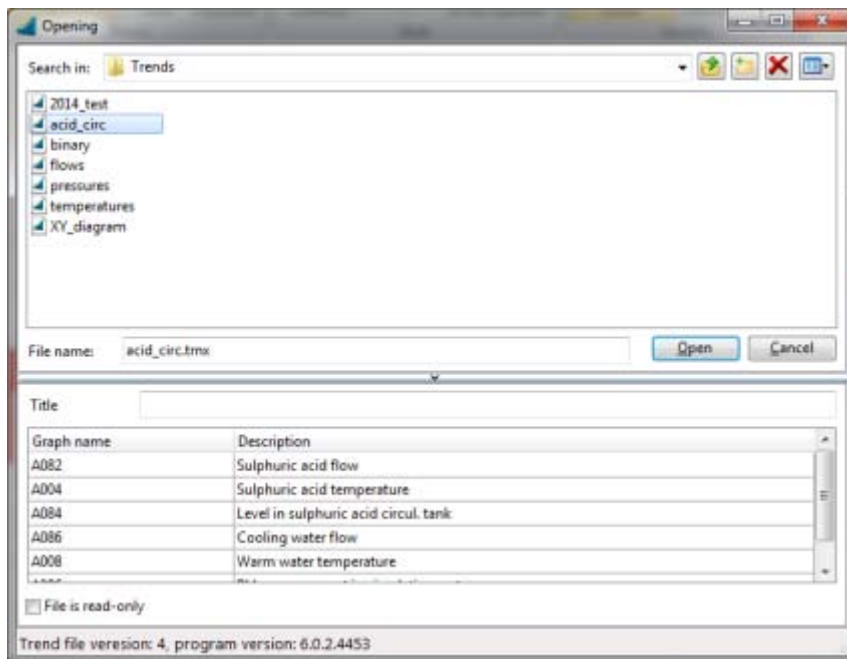 Opening
Search in: Trends
2014_test
acid_circ
binary
flows
pressures
temperatures
XY_diagram
File name: acid_circ.tmx Open Cancel
Title
Graph name Description
A082 Sulphuric acid flow
A004 Sulphuric acid temperature
A084 Level in sulphuric acid circul. tank
A086 Cooling water flow
A008 Warm water temperature
File is read-only
Trend file veresion: 4, program version: 6.0.2.4453